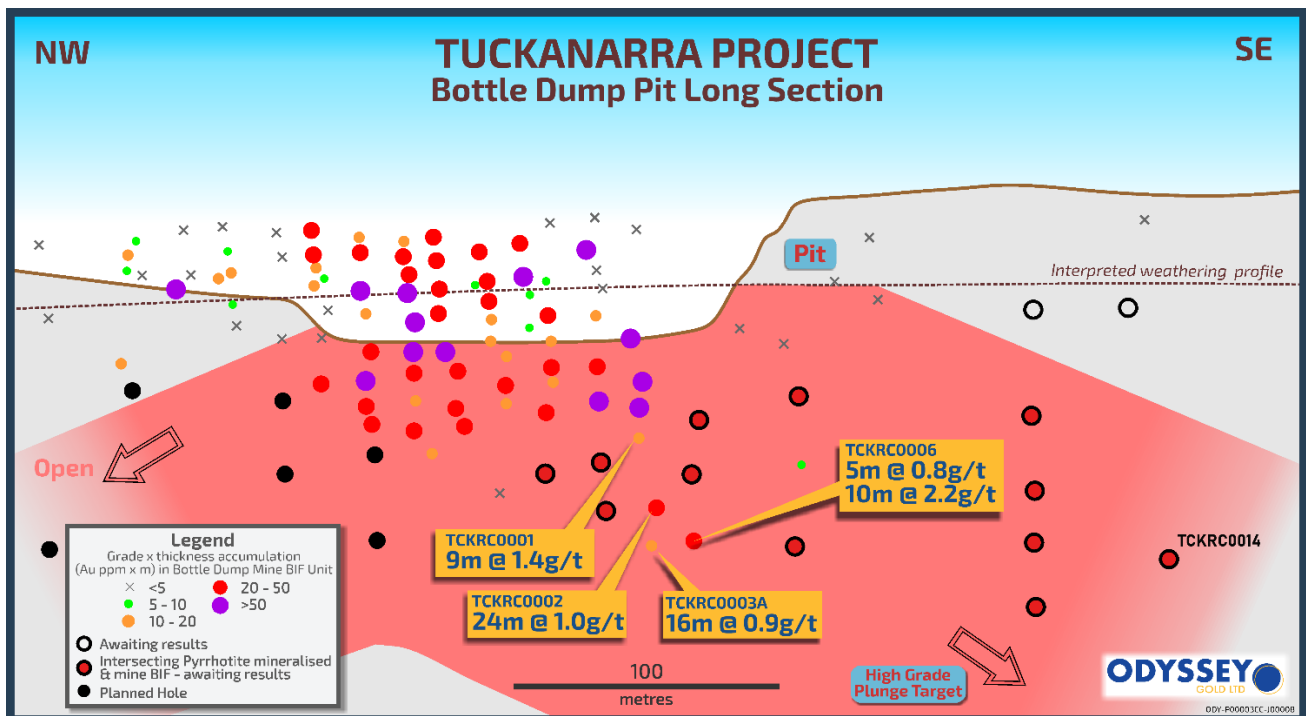 NW
TUCKANARRA PROJECT
SE
Bottle Dump Pit Long Section
Pit
Interpreted weathering profile
Open
TCKRC0006
5m @ 0.8g/t
10m @ 2.2g/t
TCKRC0001
9m @ 1.4g/t
TCKRC0014
TCKRC0002
24m @ 1.0g/t
TCKRC0003A
16m @ 0.9g/t
Legend
Grade x thickness accumulation
(Au ppm x m) in Bottle Dump Mine BIF Unit
<5
20 - 50
5 - 10
>50
10 - 20
Awaiting results
Intersecting Pyrrhotite mineralised
& mine BIF - awaiting results
Planned Hole
100
metres
High Grade
Plunge Target
ODYSSEY
GOLD LTD